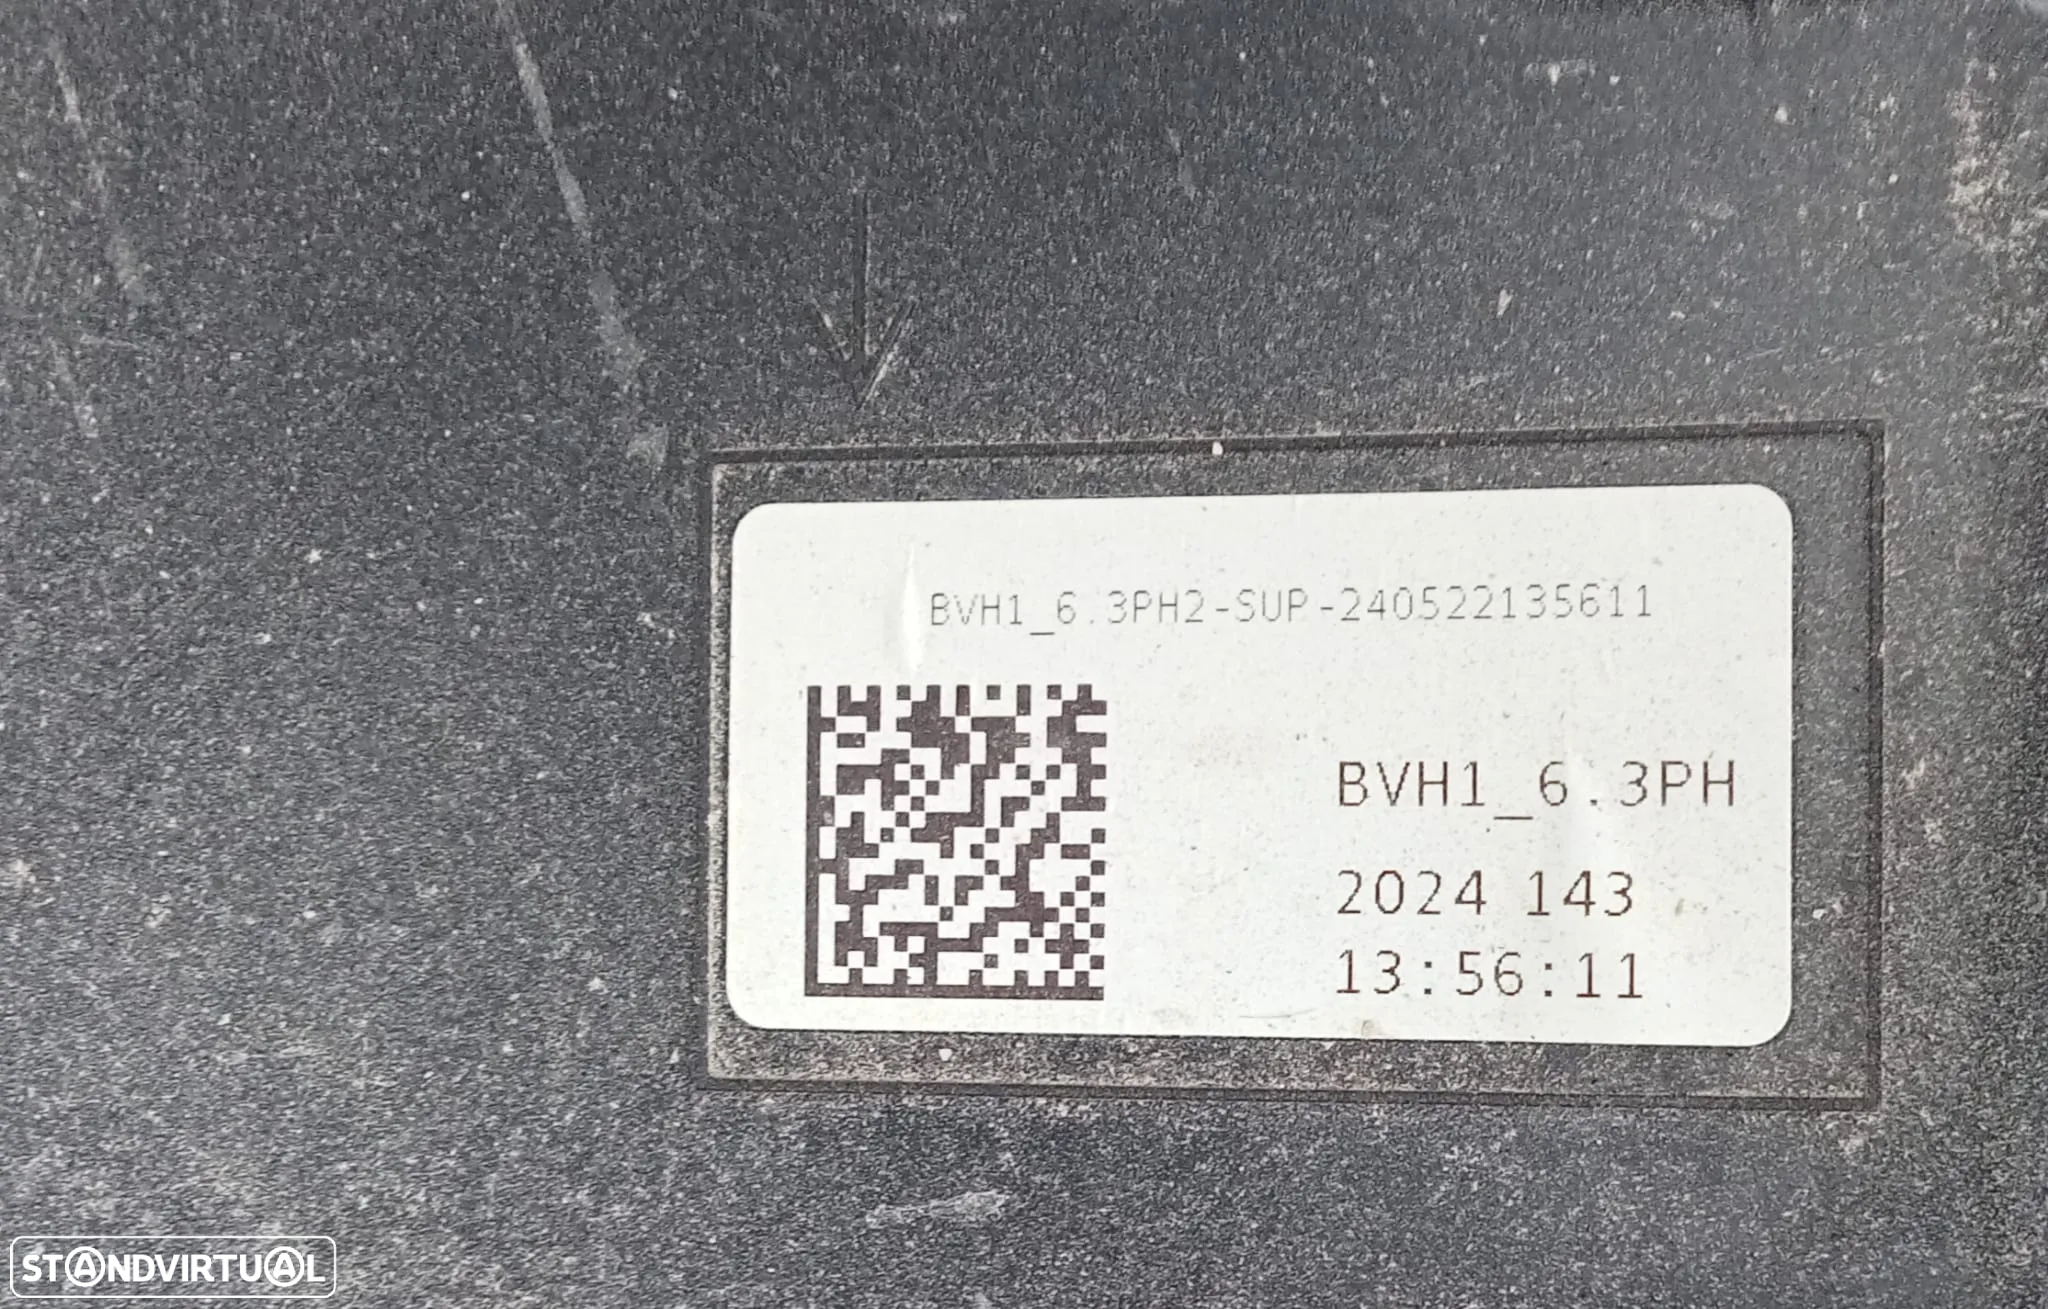 BVH1_6.3PH2-SUP-240522135611
BVH1_6.3PH
2024 143
13:56:11
STANDVIRTUAL